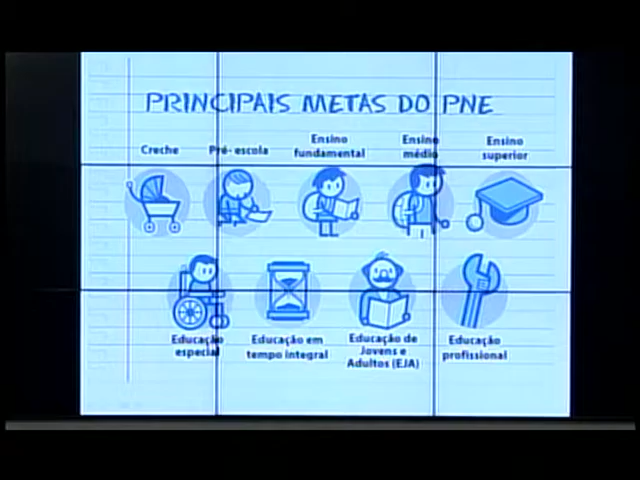 PRINCIPAIS METAS DO PNE
Creche
Pré-escola
Ensino
fundamental
Ensino
médio
Ensino
superior
Educação
especial
Educação em
tempo integral
Educação de
Jovens e
Adultos (EJA)
Educação
profissional